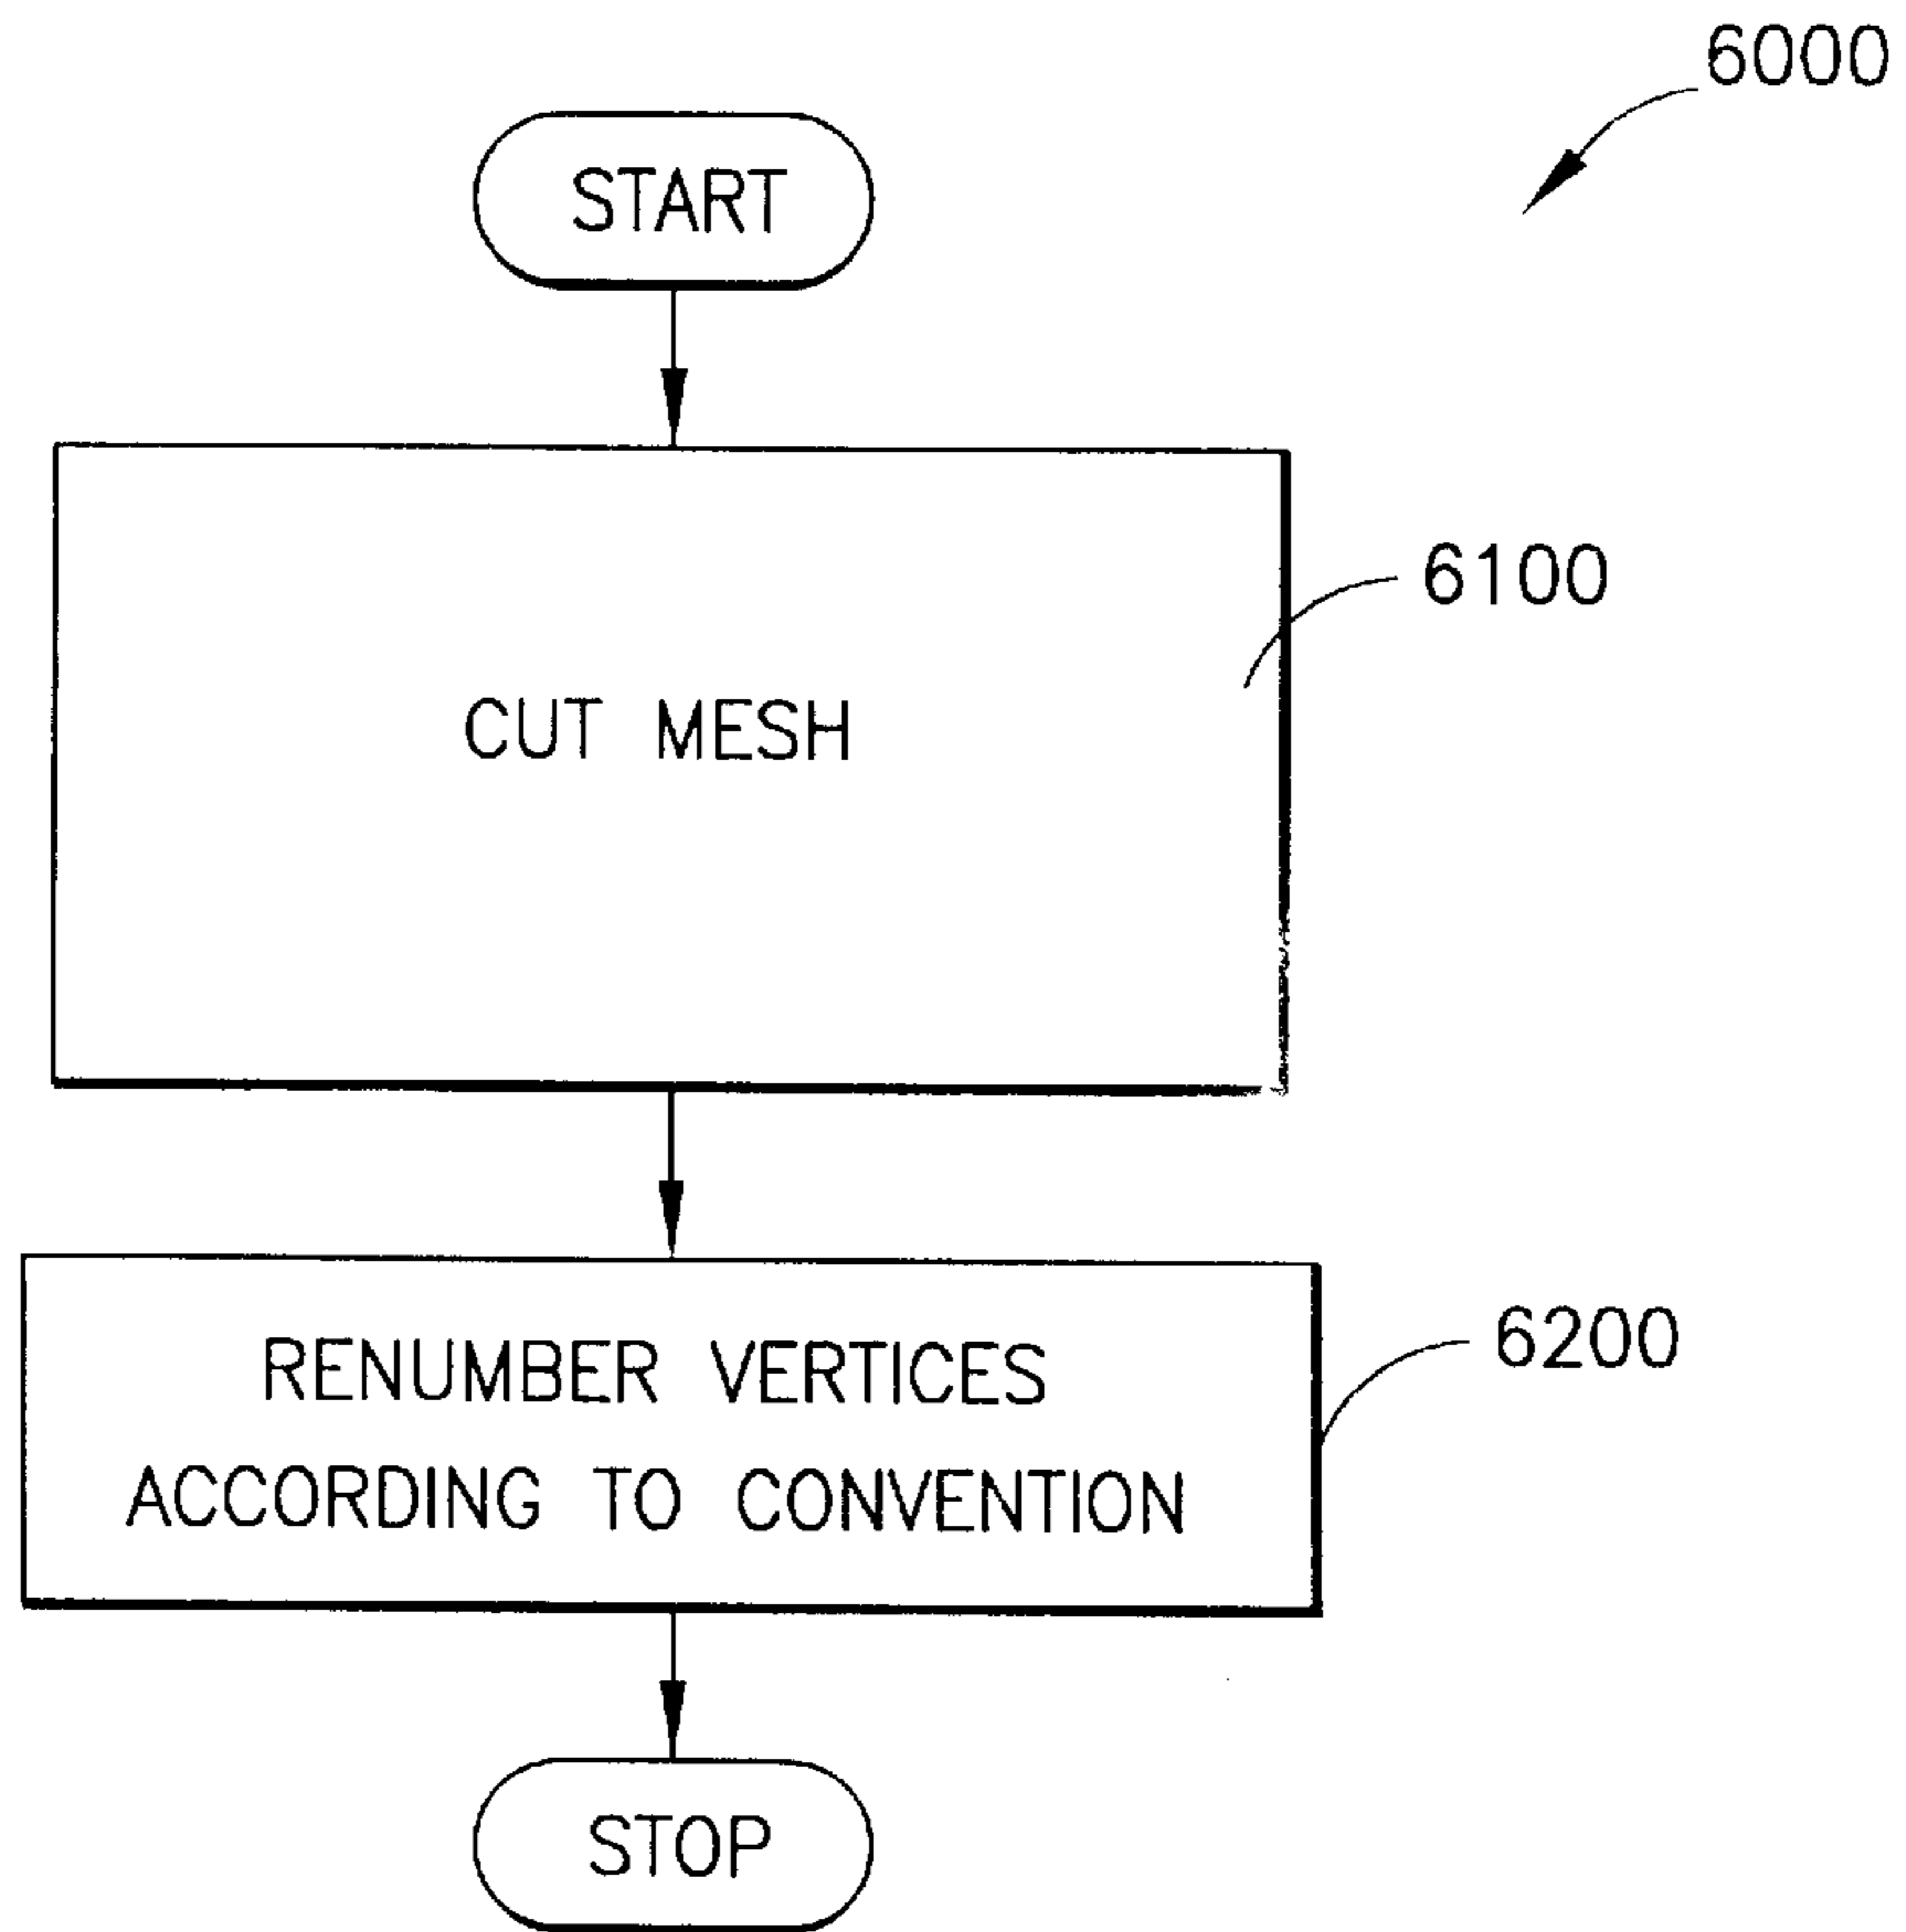 6000
START
6100
CUT MESH
6200
RENUMBER VERTICES
ACCORDING TO CONVENTION
STOP